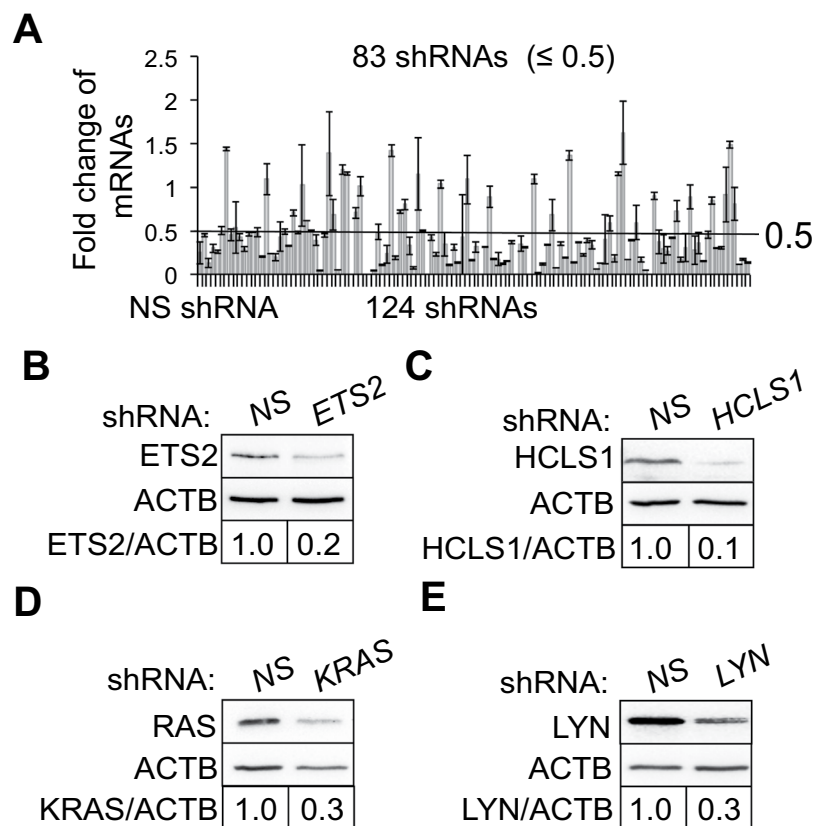 A
83 shRNAs (≤ 0.5)
Fold change of
mRNAs
2.5
2
1.5
1
0.5
0
0.5
NS shRNA 124 shRNAs
B
shRNA: NS ETS2
ETS2
ACTB
ETS2/ACTB 1.0 0.2
C
shRNA: NS HCLS1
HCLS1
ACTB
HCLS1/ACTB 1.0 0.1
D
shRNA: NS KRAS
RAS
ACTB
KRAS/ACTB 1.0 0.3
E
shRNA: NS LYN
LYN
ACTB
LYN/ACTB 1.0 0.3